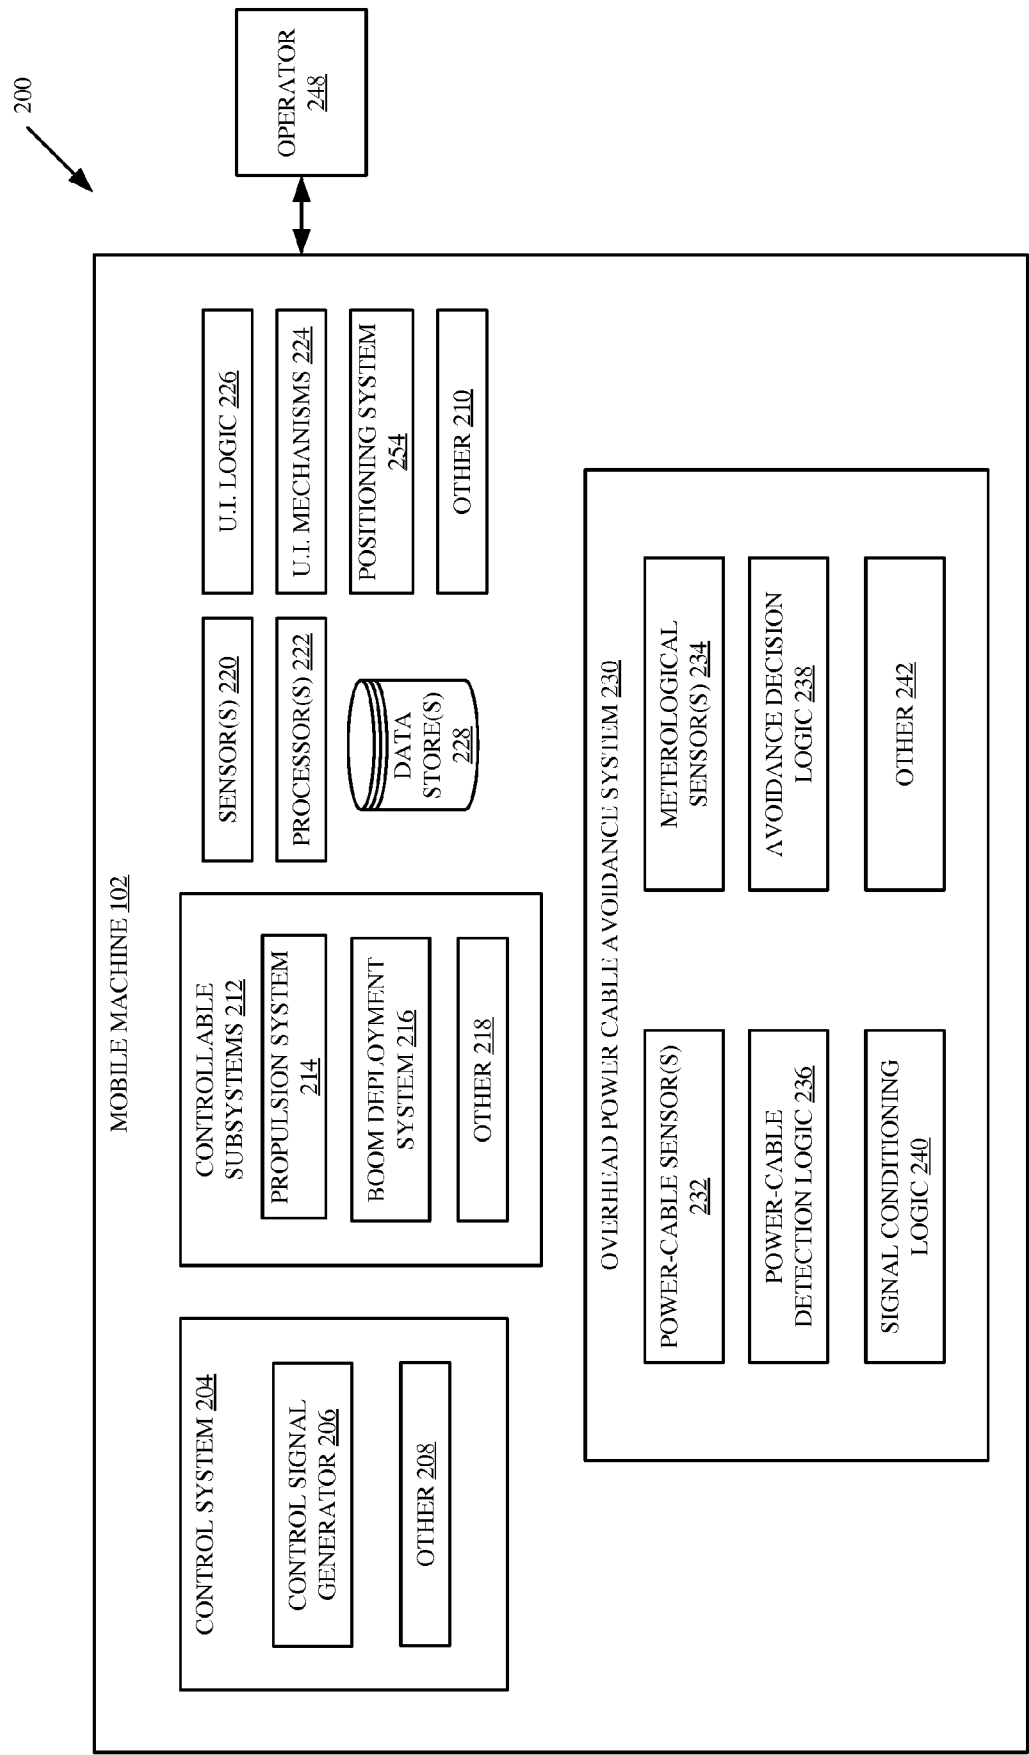 200
MOBILE MACHINE 102
CONTROL SYSTEM 204
CONTROL SIGNAL
GENERATOR 206
OTHER 208
CONTROLLABLE
SUBSYSTEMS 212
PROPULSION SYSTEM
214
BOOM DEPLOYMENT
SYSTEM 216
OTHER 218
SENSOR(S) 220
PROCESSOR(S) 222
DATA
STORE(S)
228
U.I. LOGIC 226
U.I. MECHANISMS 224
POSITIONING SYSTEM
254
OTHER 210
OPERATOR
248
OVERHEAD POWER CABLE AVOIDANCE SYSTEM 230
POWER-CABLE SENSOR(S)
232
METEROLOGICAL
SENSOR(S) 234
POWER-CABLE
DETECTION LOGIC 236
AVOIDANCE DECISION
LOGIC 238
SIGNAL CONDITIONING
LOGIC 240
OTHER 242